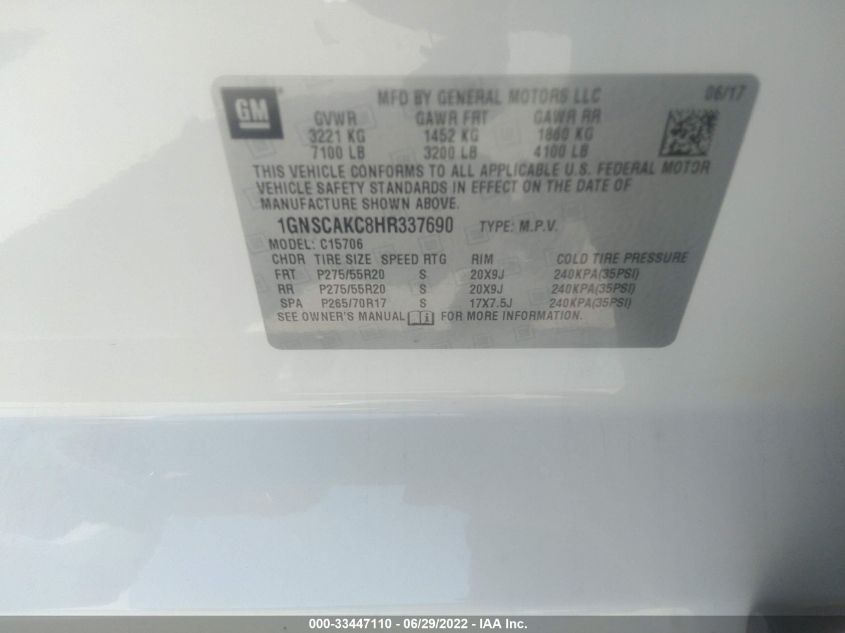 GM
MFD BY GENERAL MOTORS LLC 06/17
GVWR GAWR FRT GAWR RR
3221 KG 1452 KG 1860 KG
7100 LB 3200 LB 4100 LB
THIS VEHICLE CONFORMS TO ALL APPLICABLE U.S. FEDERAL MOTOR
VEHICLE SAFETY STANDARDS IN EFFECT ON THE DATE OF
MANUFACTURE SHOWN ABOVE.
1GNSCAKC8HR337690 TYPE: M.P.V.
MODEL: C15706
CHDR TIRE SIZE SPEED RTG RIM COLD TIRE PRESSURE
FRT P275/55R20 S 20X9J 240KPA(35PSI)
RR P275/55R20 S 20X9J 240KPA(35PSI)
SPA P265/70R17 S 17X7.5J 240KPA(35PSI)
SEE OWNER'S MANUAL FOR MORE INFORMATION.
000-33447110 - 06/29/2022 - IAA Inc.